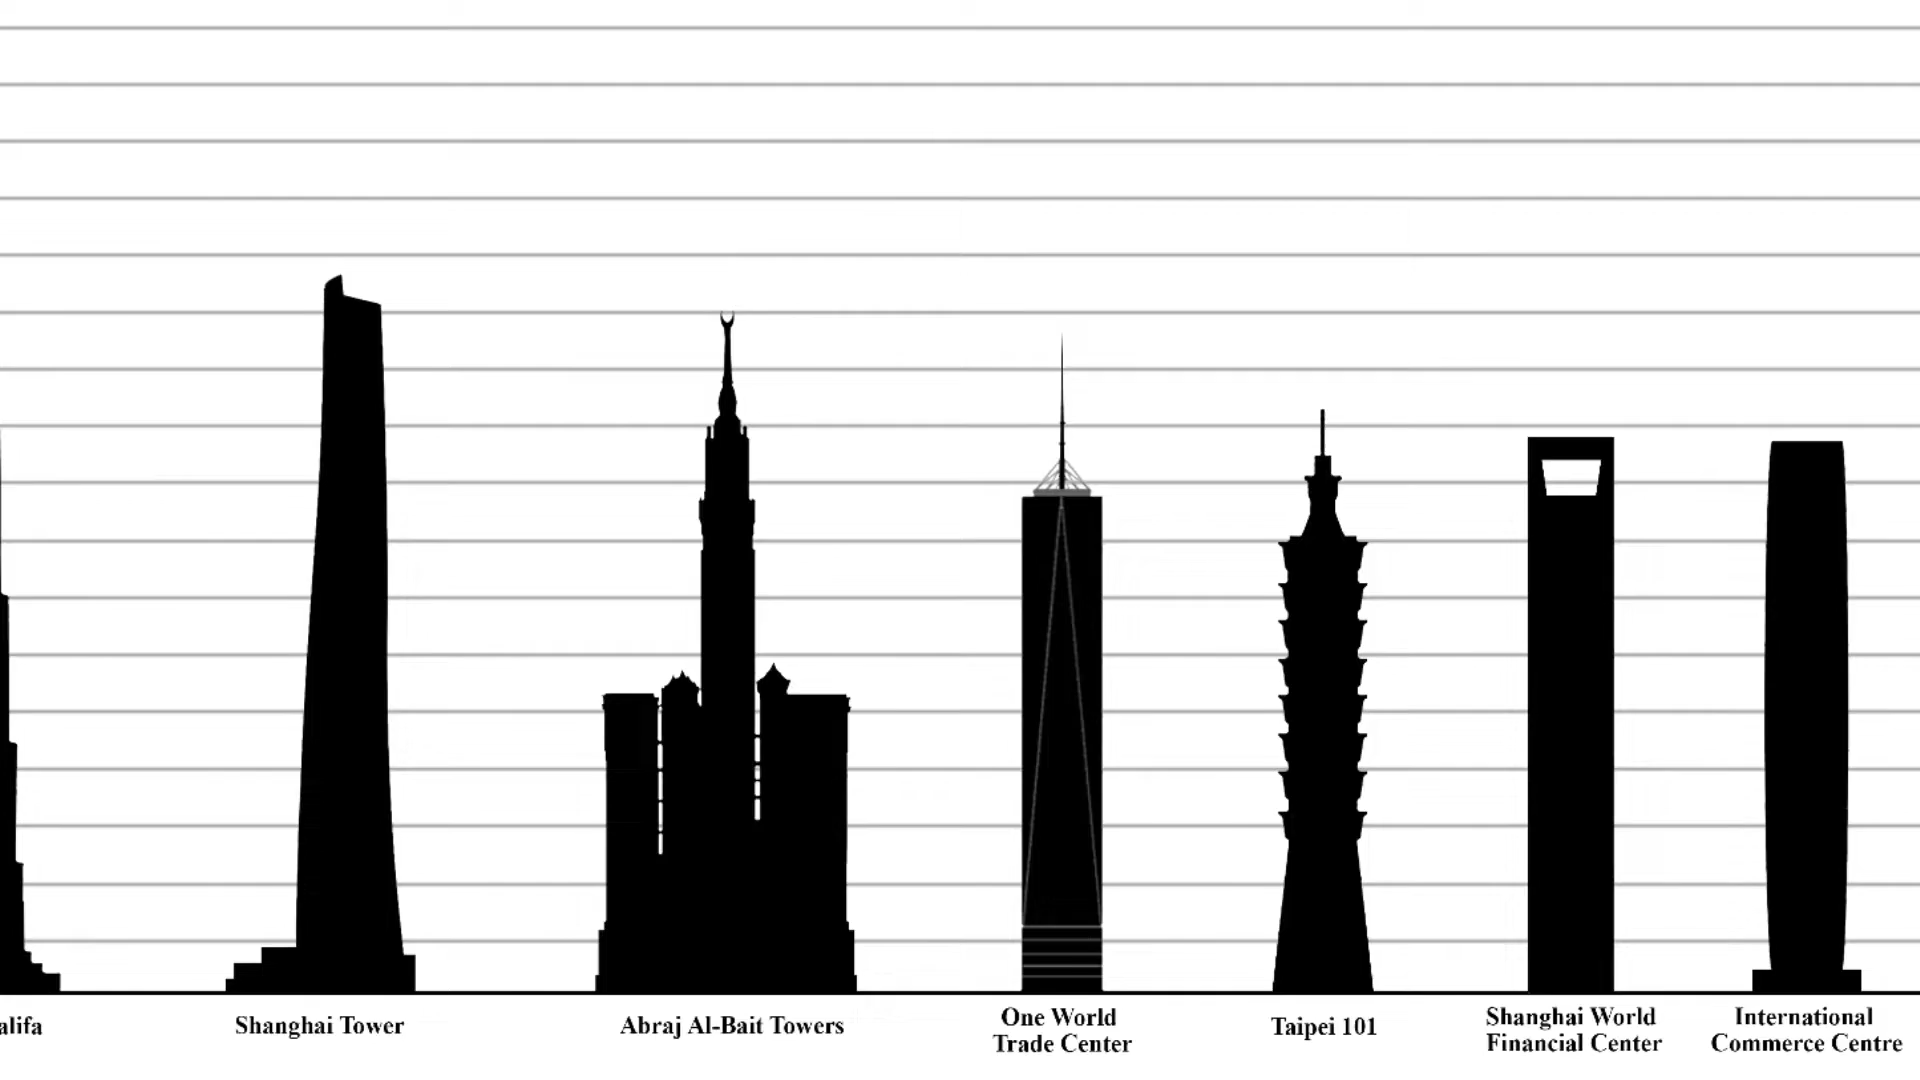 alifa
Shanghai Tower
Abraj Al-Bait Towers
One World
Trade Center
Taipei 101
Shanghai World
Financial Center
International
Commerce Centre